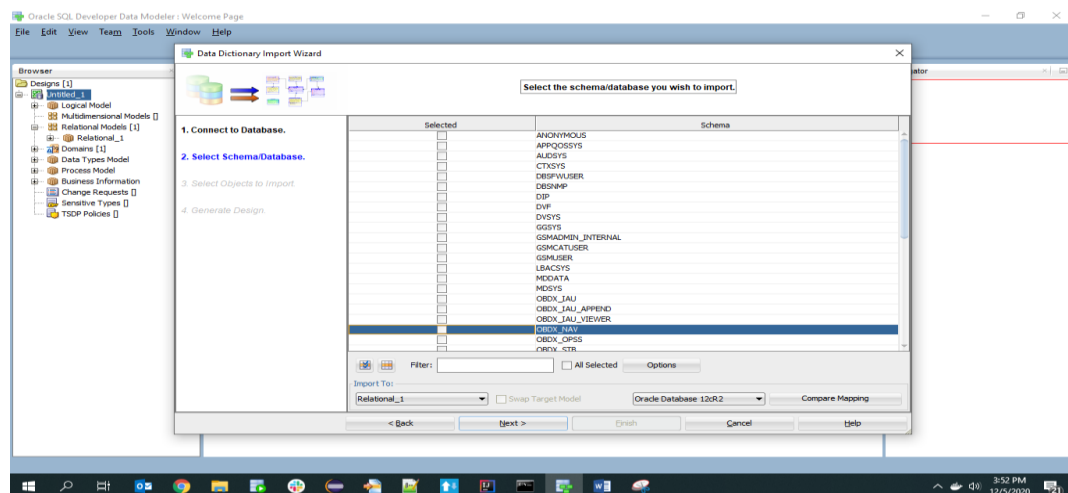 Oracle SQL Developer Data Modeler : Welcome Page
File Edit View Team Tools Window Help
Data Dictionary Import Wizard
Browser
Designs [1]
Untitled_1
Logical Model
Multidimensional Models []
Relational Models [1]
Relational_1
Domains [1]
Data Types Model
Process Model
Business Information
Change Requests []
Sensitive Types []
TSDP Policies []
Select the schema/database you wish to import.
1. Connect to Database.
2. Select Schema/Database.
3. Select Objects to Import.
4. Generate Design.
Selected Schema
ANONYMOUS
APPQOSSYS
AUDSYS
CTXSYS
DBSFWUSER
DBSNMP
DIP
DVF
DVSYS
GGSYS
GSMADMIN_INTERNAL
GSMCATUSER
GSMUSER
LBACSYS
MDDATA
MDSYS
OBDX_IAU
OBDX_IAU_APPEND
OBDX_IAU_VIEWER
OBDX_NAV
OBDX_OPSS
OBDX_STB
Filter: All Selected Options
Import To:
Relational_1 Swap Target Model Oracle Database 12cR2 Compare Mapping
< Back Next > Finish Cancel Help
3:52 PM
12/5/2020